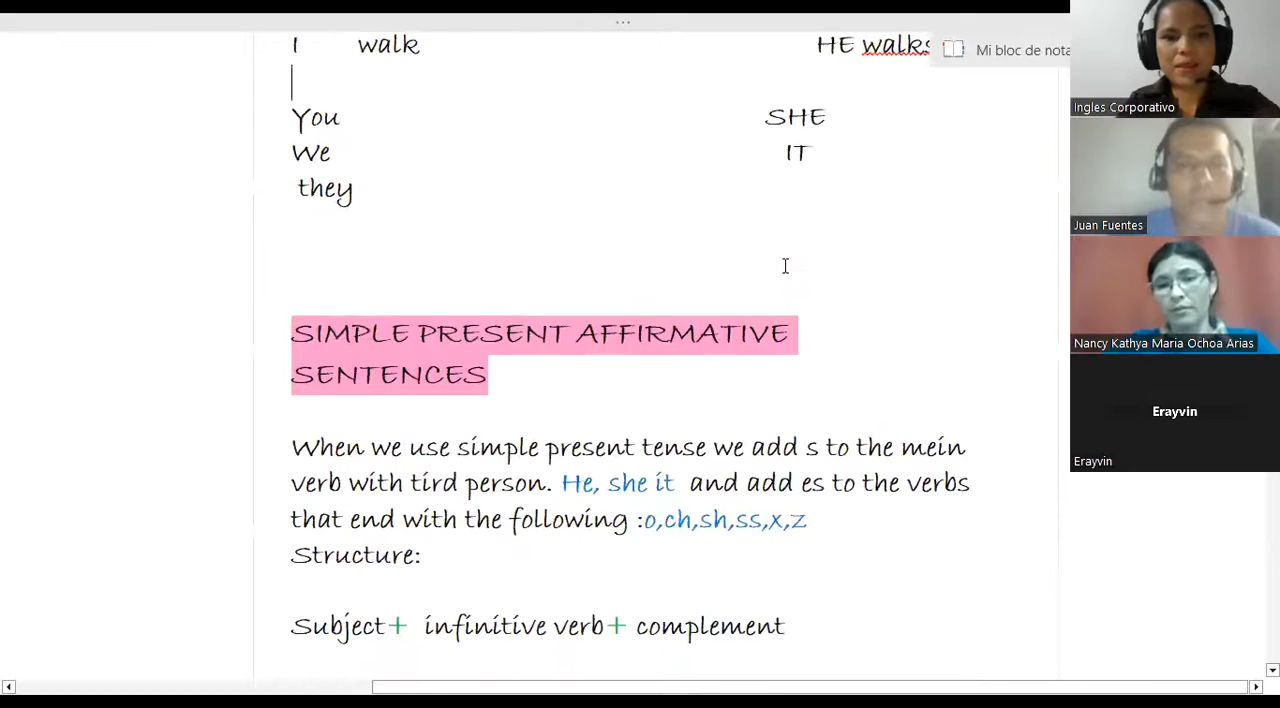 ...
I walk HE walks
Mi bloc de nota
You SHE
We IT
they
SIMPLE PRESENT AFFIRMATIVE
SENTENCES
When we use simple present tense we add s to the mein
verb with tird person. He, she it and add es to the verbs
that end with the following :o,ch,sh,ss,x,z
Structure:
Subject+ infinitive verb+ complement
Ingles Corporativo
Juan Fuentes
Nancy Kathya Maria Ochoa Arias
Erayvin
Erayvin